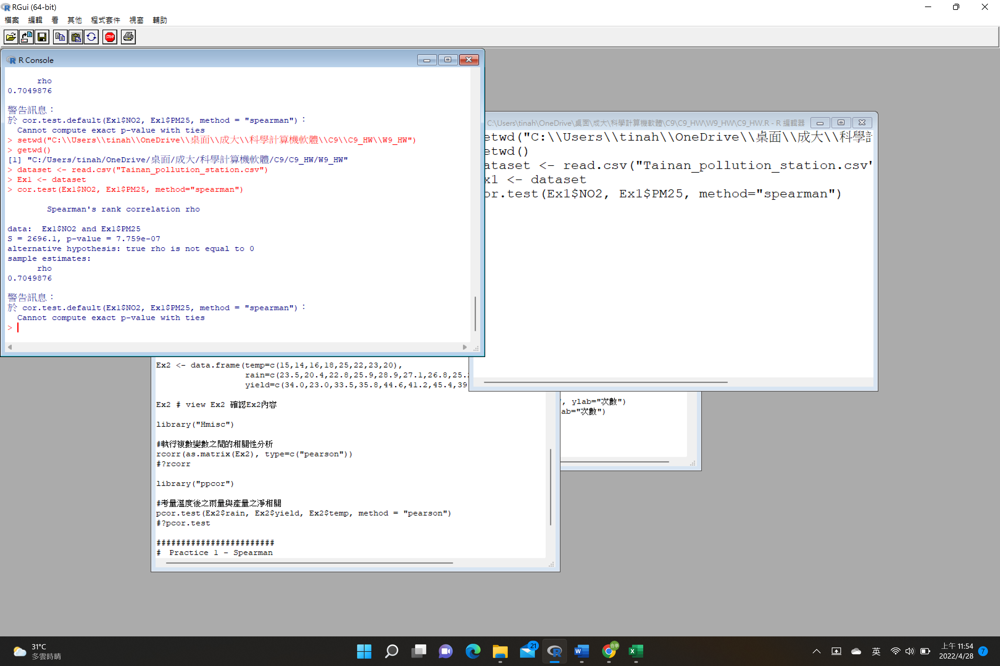 RGui (64-bit)
檔案 編輯 看 其他 程式套件 視窗 輔助
STOP
R Console
rho
0.7049876
警告訊息：
於 cor.test.default(Ex1$NO2, Ex1$PM25, method = "spearman")：
Cannot compute exact p-value with ties
> setwd("C:\\Users\\tinah\\OneDrive\\桌面\\成大\\科學計算機軟體\\C9\\C9_HW\\W9_HW")
> getwd()
[1] "C:/Users/tinah/OneDrive/桌面/成大/科學計算機軟體/C9/C9_HW/W9_HW"
> dataset <- read.csv("Tainan_pollution_station.csv")
> Ex1 <- dataset
> cor.test(Ex1$NO2, Ex1$PM25, method="spearman")
Spearman's rank correlation rho
data:  Ex1$NO2 and Ex1$PM25
S = 2696.1, p-value = 7.759e-07
alternative hypothesis: true rho is not equal to 0
sample estimates:
rho
0.7049876
警告訊息：
於 cor.test.default(Ex1$NO2, Ex1$PM25, method = "spearman")：
Cannot compute exact p-value with ties
>
C:\Users\tinah\OneDrive\桌面\成大\科學計算機軟體\C9\C9_HW\W9_HW\C9_HW.R - R 編輯器
etwd("C:\\Users\\tinah\\OneDrive\\桌面\\成大\\科學計
etwd()
ataset <- read.csv("Tainan_pollution_station.csv"
x1 <- dataset
or.test(Ex1$NO2, Ex1$PM25, method="spearman")
Ex2 <- data.frame(temp=c(15,14,16,18,25,22,23,20),
rain=c(23.5,20.4,22.8,25.9,28.9,27.1,26.8,25.
yield=c(34.0,23.0,33.5,35.8,44.6,41.2,45.4,39
Ex2 # view Ex2 確認Ex2內容
library("Hmisc")
#執行複數變數之間的相關性分析
rcorr(as.matrix(Ex2), type=c("pearson"))
#?rcorr
library("ppcor")
#考量溫度後之雨量與產量之淨相關
pcor.test(Ex2$rain, Ex2$yield, Ex2$temp, method = "pearson")
#?pcor.test
########################
#  Practice 1 - Spearman
", ylab="次數")
ab="次數")
31°C
多雲時晴
21
英
上午 11:54
2022/4/28
7